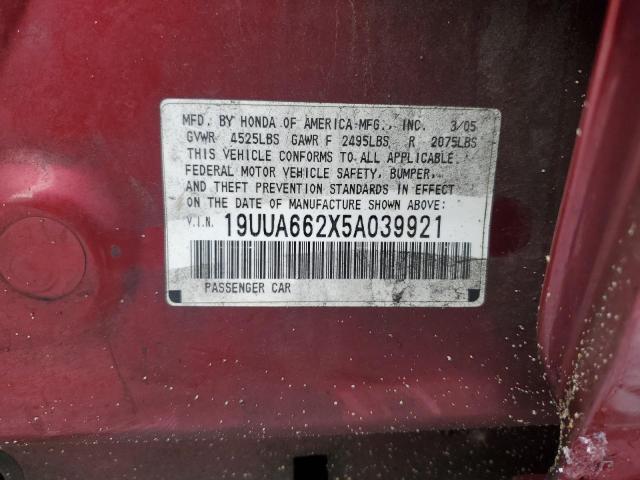 MFD. BY HONDA OF AMERICA MFG., INC. 3/05
GVWR 4525LBS GAWR F 2495LBS R 2075LBS
THIS VEHICLE CONFORMS TO ALL APPLICABLE
FEDERAL MOTOR VEHICLE SAFETY, BUMPER,
AND THEFT PREVENTION STANDARDS IN EFFECT
ON THE DATE OF MANUFACTURE SHOWN ABOVE:
V.I.N. 19UUA662X5A039921
PASSENGER CAR